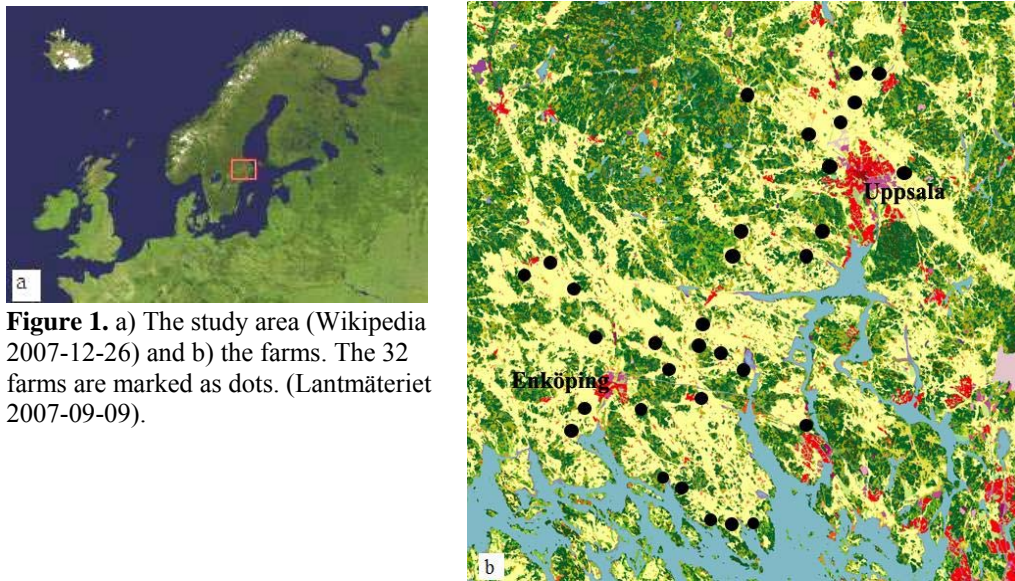 a
Figure 1. a) The study area (Wikipedia
2007-12-26) and b) the farms. The 32
farms are marked as dots. (Lantmäteriet
2007-09-09).
Uppsala
Enköping
b